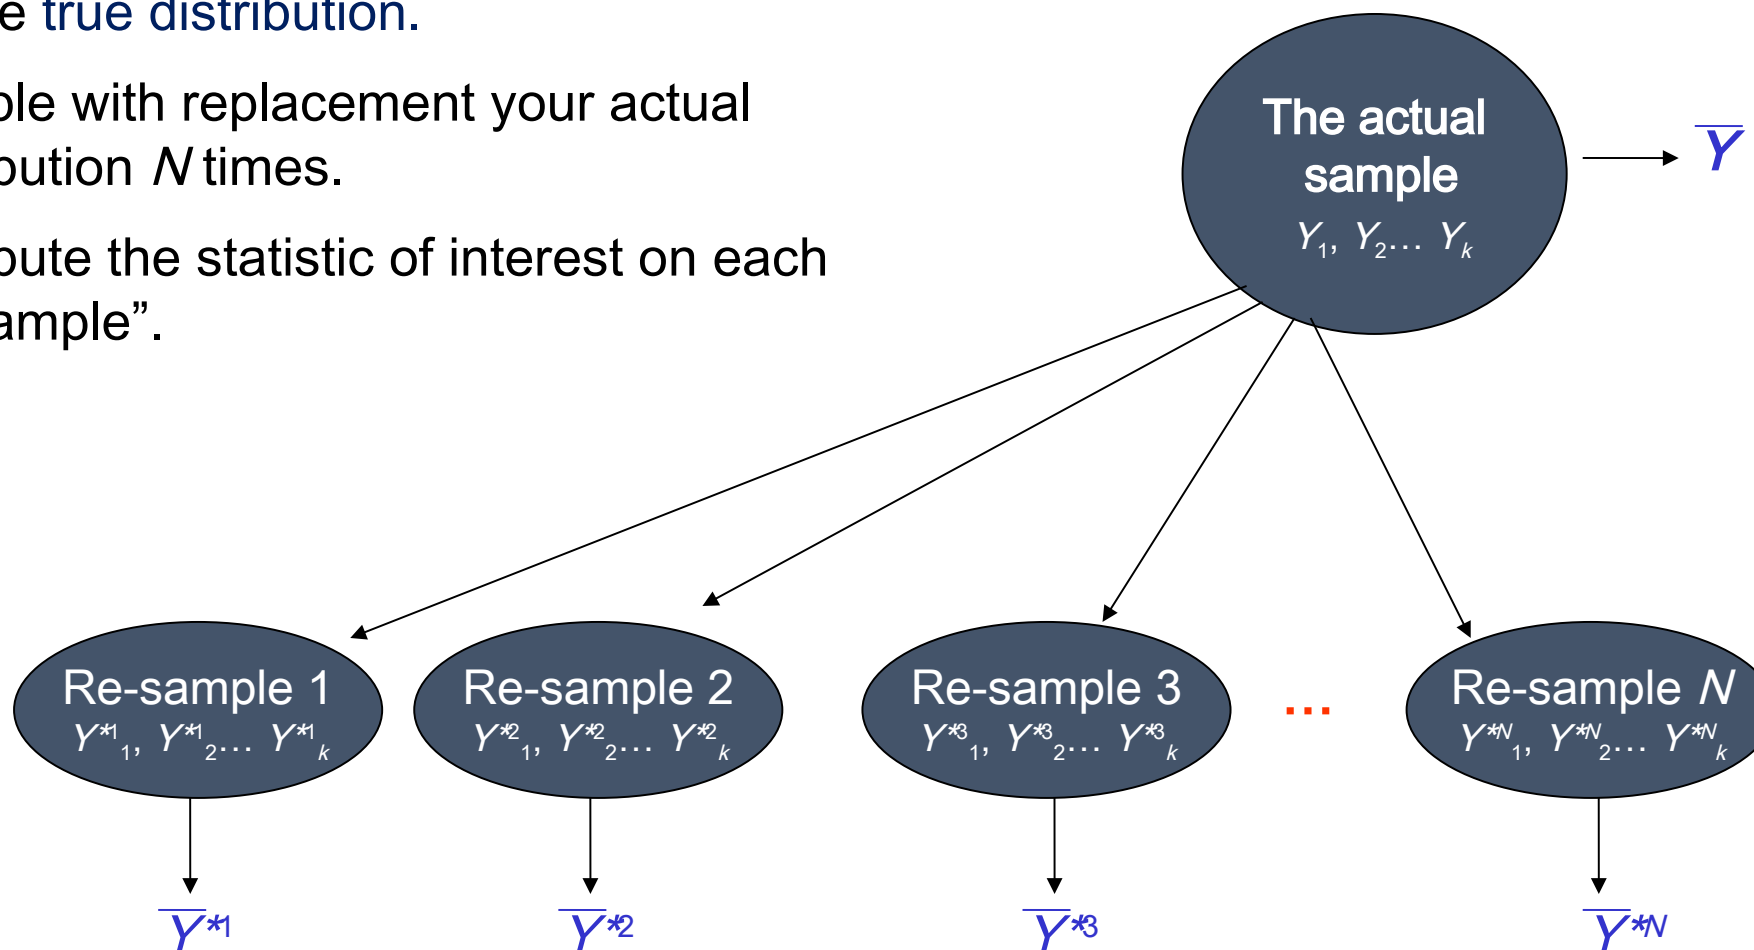 e true distribution.
ple with replacement your actual
bution N times.
pute the statistic of interest on each
ample”.
The actual
sample
Y₁, Y₂… Yₖ
Y̅
Re-sample 1
Y*¹₁, Y*¹₂… Y*¹ₖ
Re-sample 2
Y*²₁, Y*²₂… Y*²ₖ
Re-sample 3
Y*³₁, Y*³₂… Y*³ₖ
…
Re-sample N
Y*ᴺ₁, Y*ᴺ₂… Y*ᴺₖ
Y̅*¹
Y̅*²
Y̅*³
Y̅*ᴺ